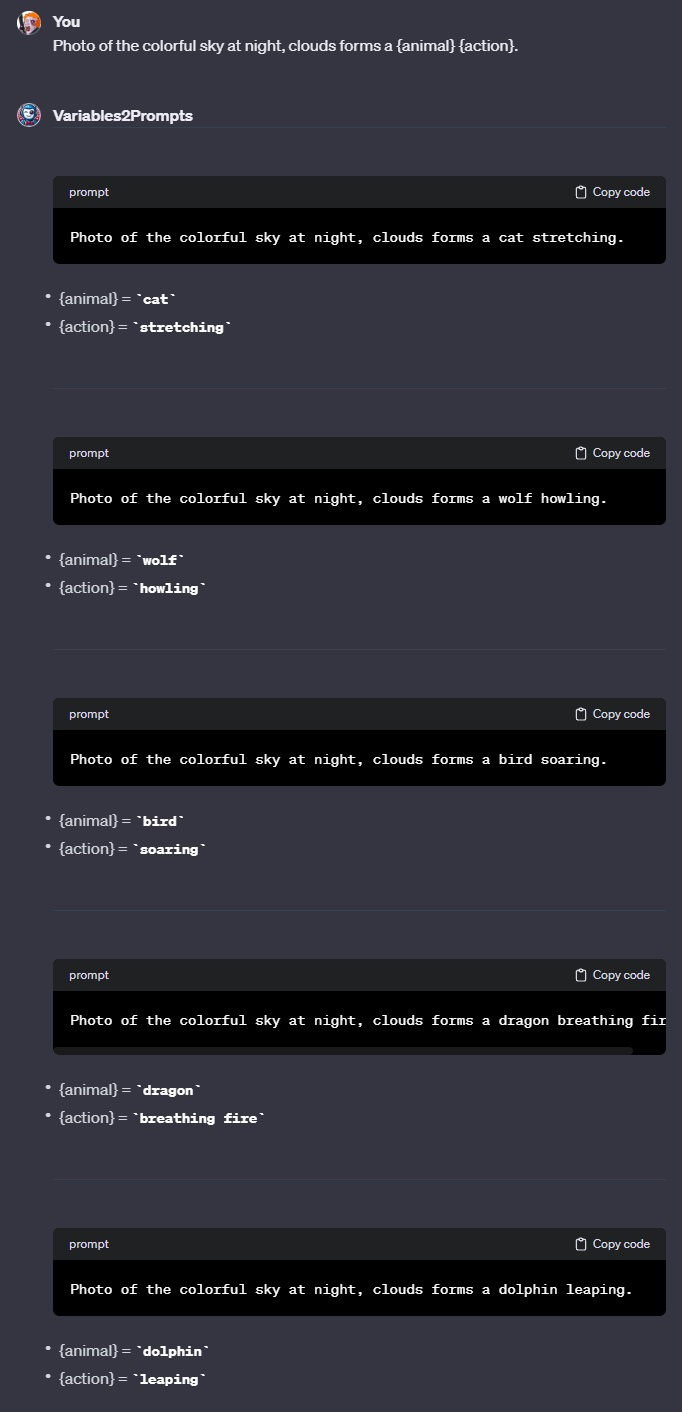 You
Photo of the colorful sky at night, clouds forms a {animal} {action}.
Variables2Prompts
prompt Copy code
Photo of the colorful sky at night, clouds forms a cat stretching.
• {animal} = `cat`
• {action} = `stretching`
prompt Copy code
Photo of the colorful sky at night, clouds forms a wolf howling.
• {animal} = `wolf`
• {action} = `howling`
prompt Copy code
Photo of the colorful sky at night, clouds forms a bird soaring.
• {animal} = `bird`
• {action} = `soaring`
prompt Copy code
Photo of the colorful sky at night, clouds forms a dragon breathing fir
• {animal} = `dragon`
• {action} = `breathing fire`
prompt Copy code
Photo of the colorful sky at night, clouds forms a dolphin leaping.
• {animal} = `dolphin`
• {action} = `leaping`